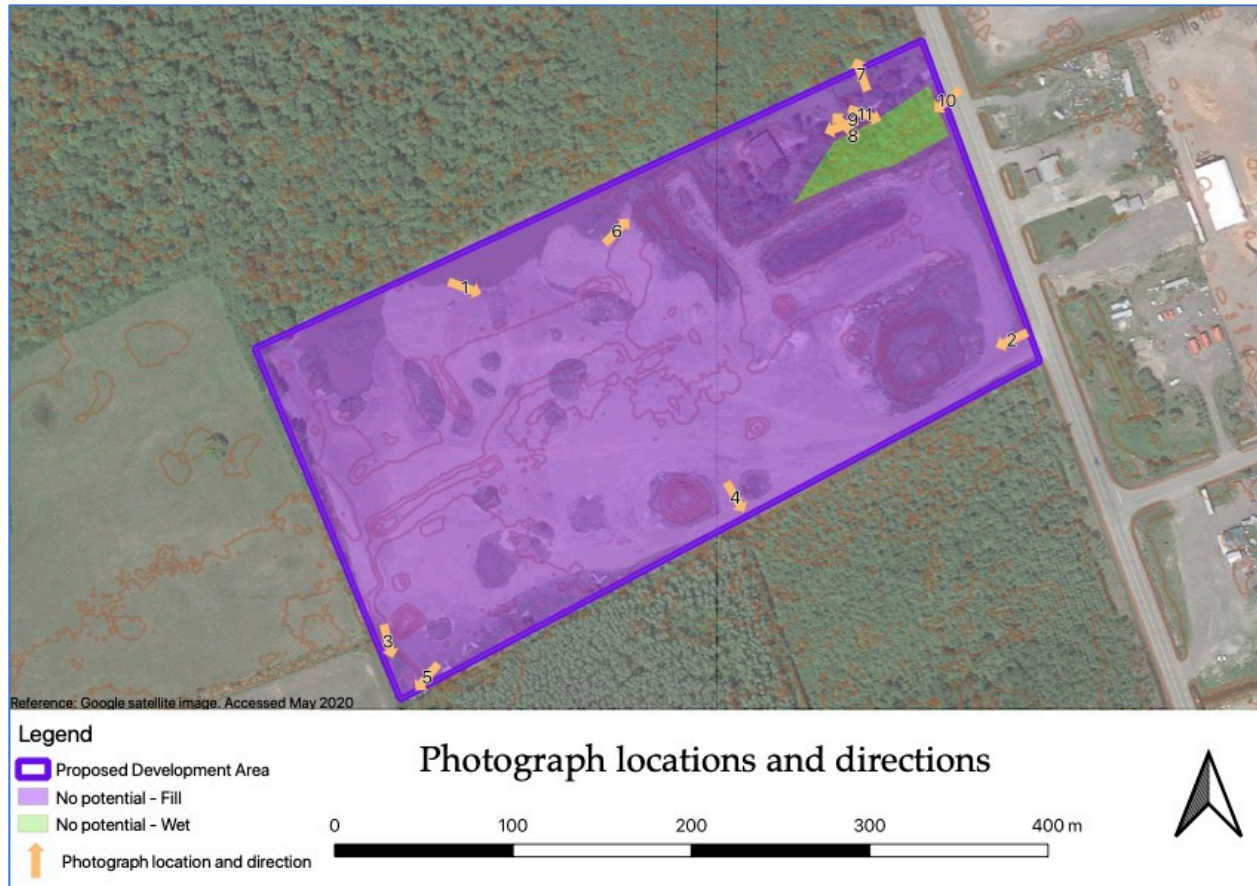 7
10
11
9
8
6
1
2
4
3
5
Reference: Google satellite image. Accessed May 2020
Legend
Proposed Development Area
No potential - Fill
No potential - Wet
Photograph location and direction
Photograph locations and directions
0 100 200 300 400 m